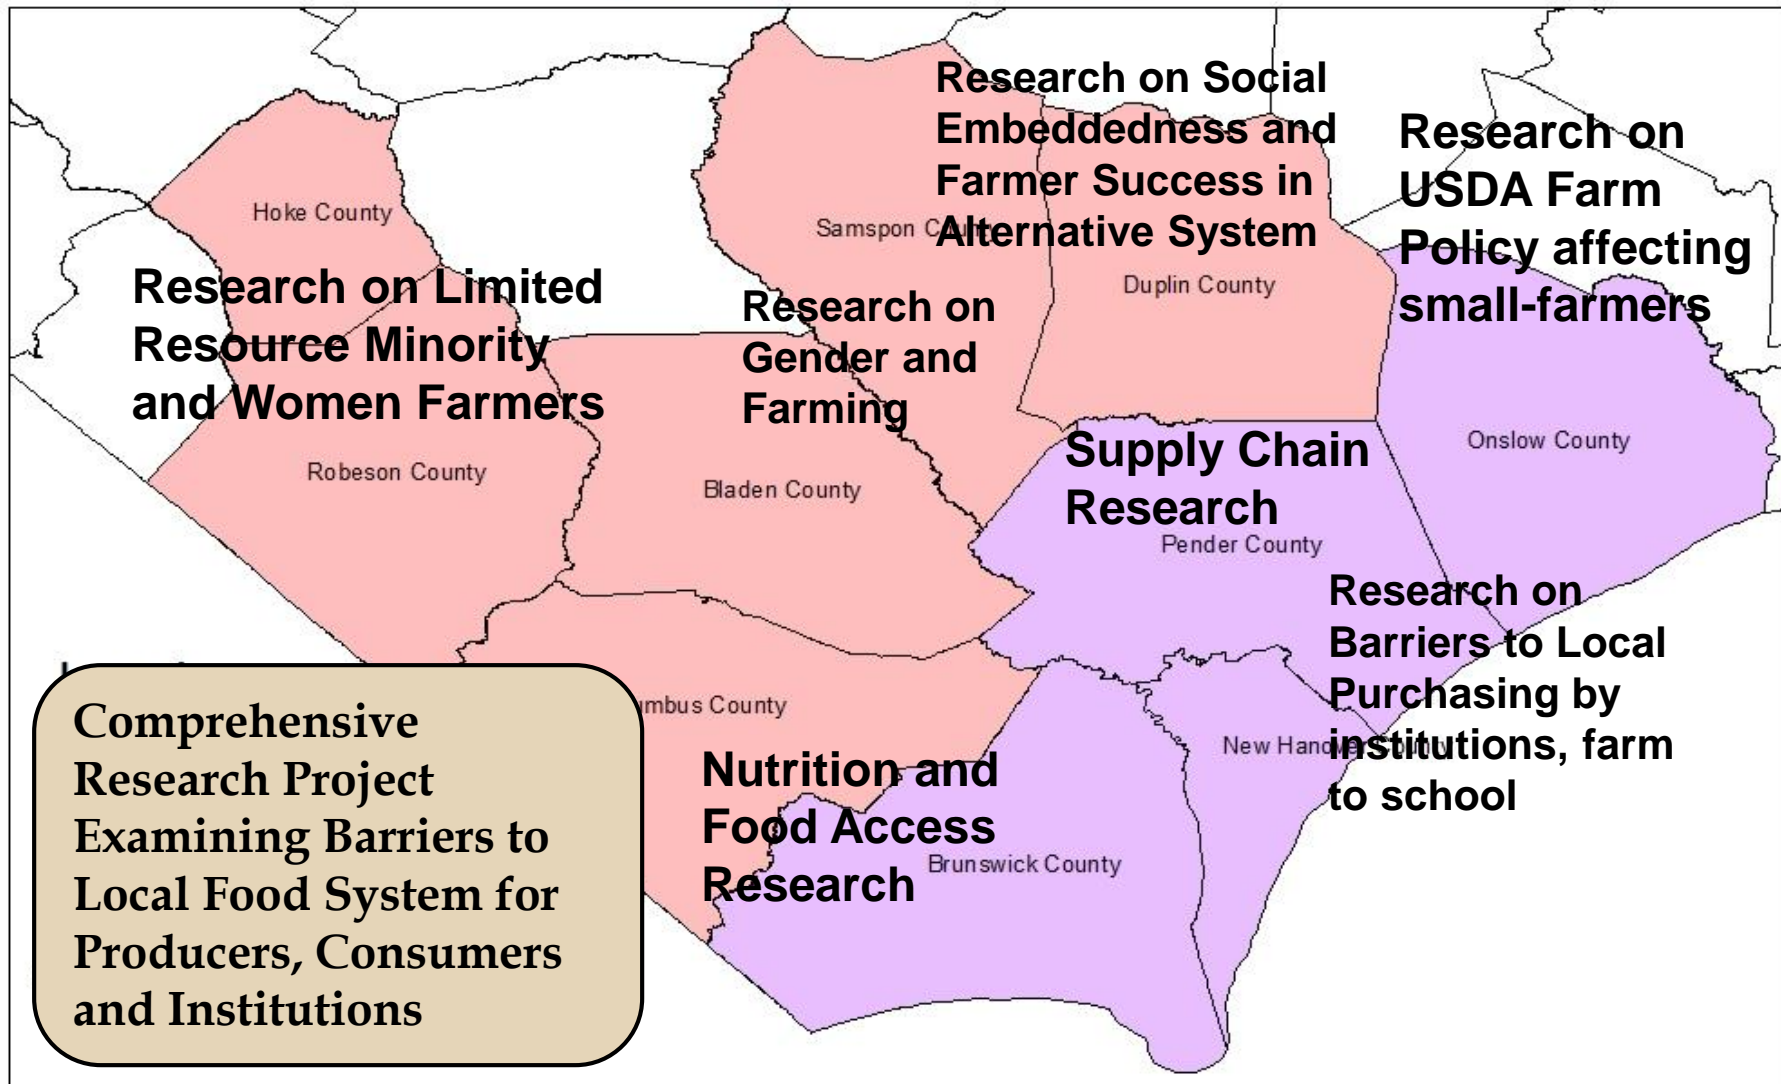 Research on Social
Embeddedness and
Farmer Success in
Alternative System
Research on
USDA Farm
Policy affecting
small-farmers
Hoke County
Samspon County
Duplin County
Research on Limited
Resource Minority
and Women Farmers
Research on
Gender and
Farming
Supply Chain
Research
Onslow County
Robeson County
Bladen County
Pender County
Research on
Barriers to Local
Purchasing by
institutions, farm
to school
umbus County
New Hanover County
Nutrition and
Food Access
Research
Brunswick County
Comprehensive
Research Project
Examining Barriers to
Local Food System for
Producers, Consumers
and Institutions